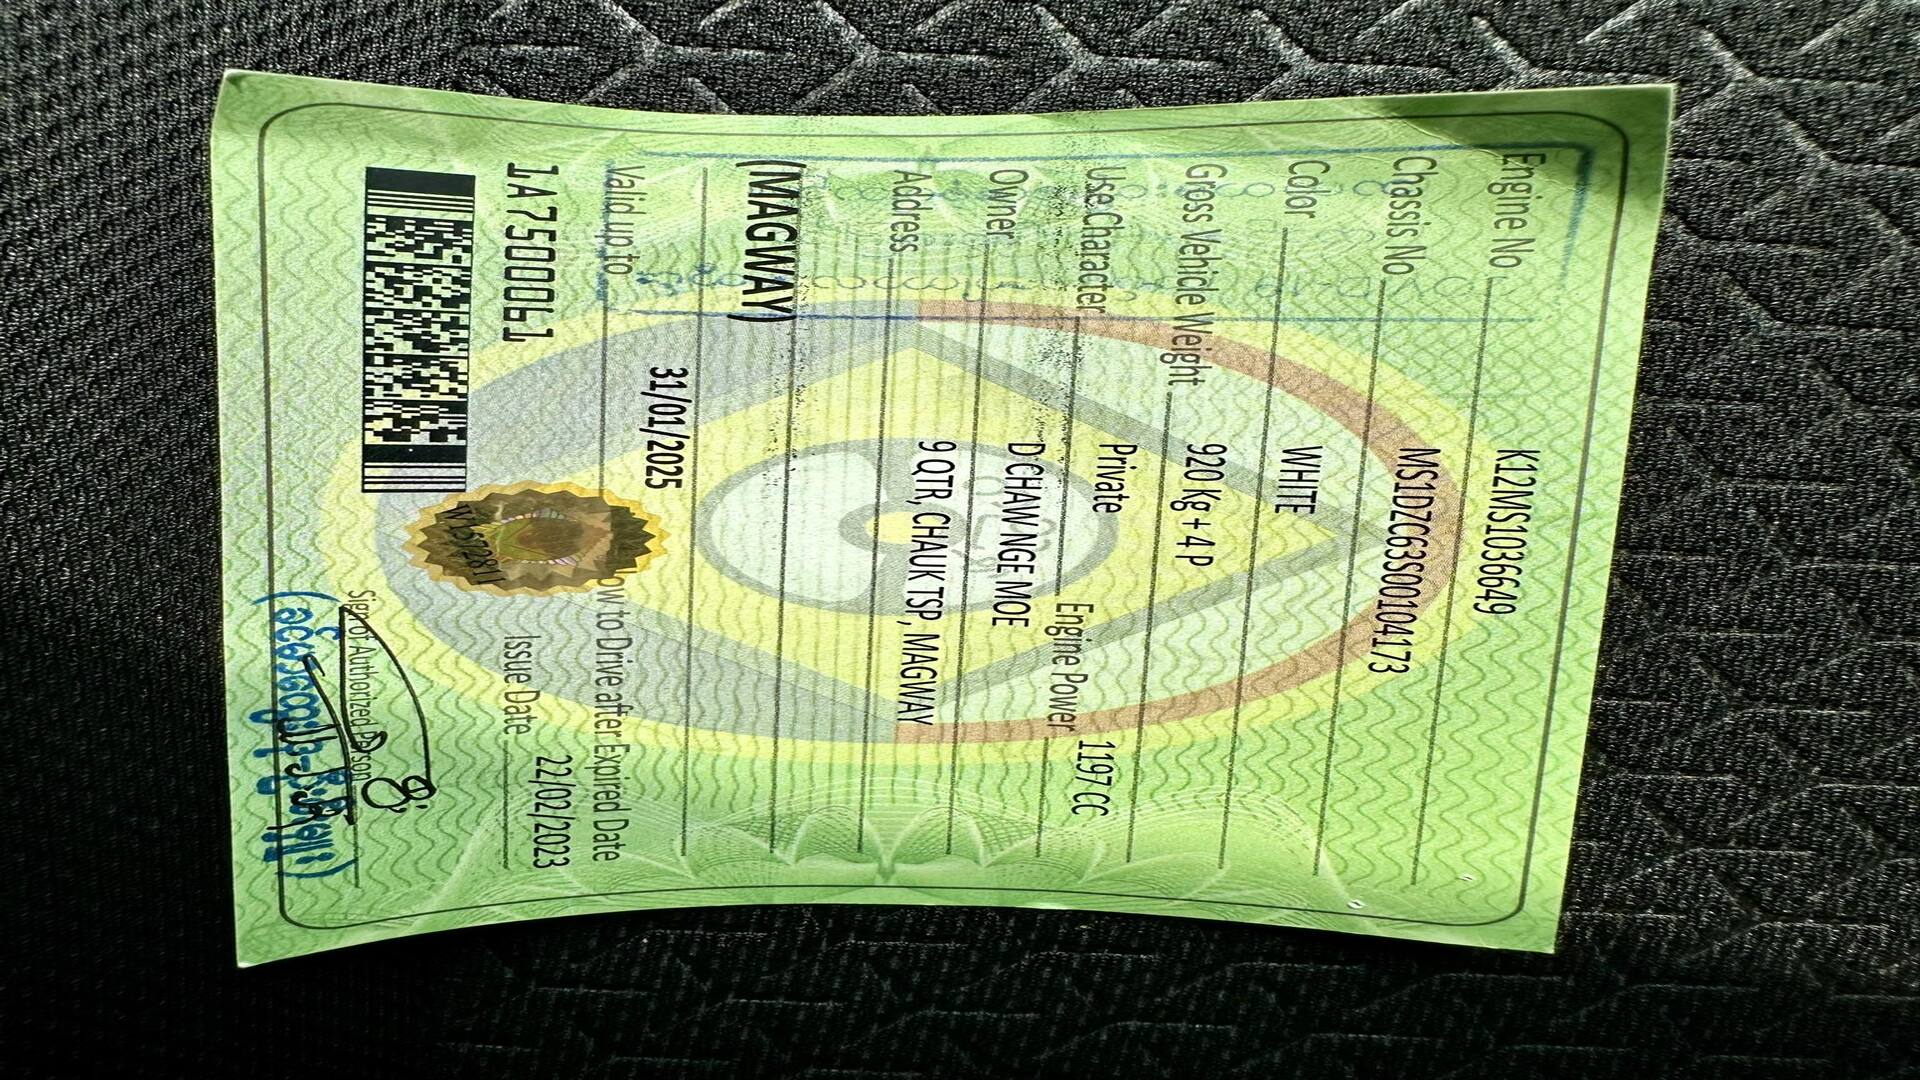 Engine No K12MS1036649
Chassis No MS1DZC63S00104173
Color WHITE
Gross Vehicle Weight 920 Kg + 4 P
Use Character Private Engine Power 1197 CC
Owner D CHAW NGE MOE
Address 9 QTR, CHAUK TSP, MAGWAY
(MAGWAY)
Valid up to 31/01/2025
to Drive after Expired Date
1A7500061 Issue Date 22/02/2023
Sign of Authorized Person